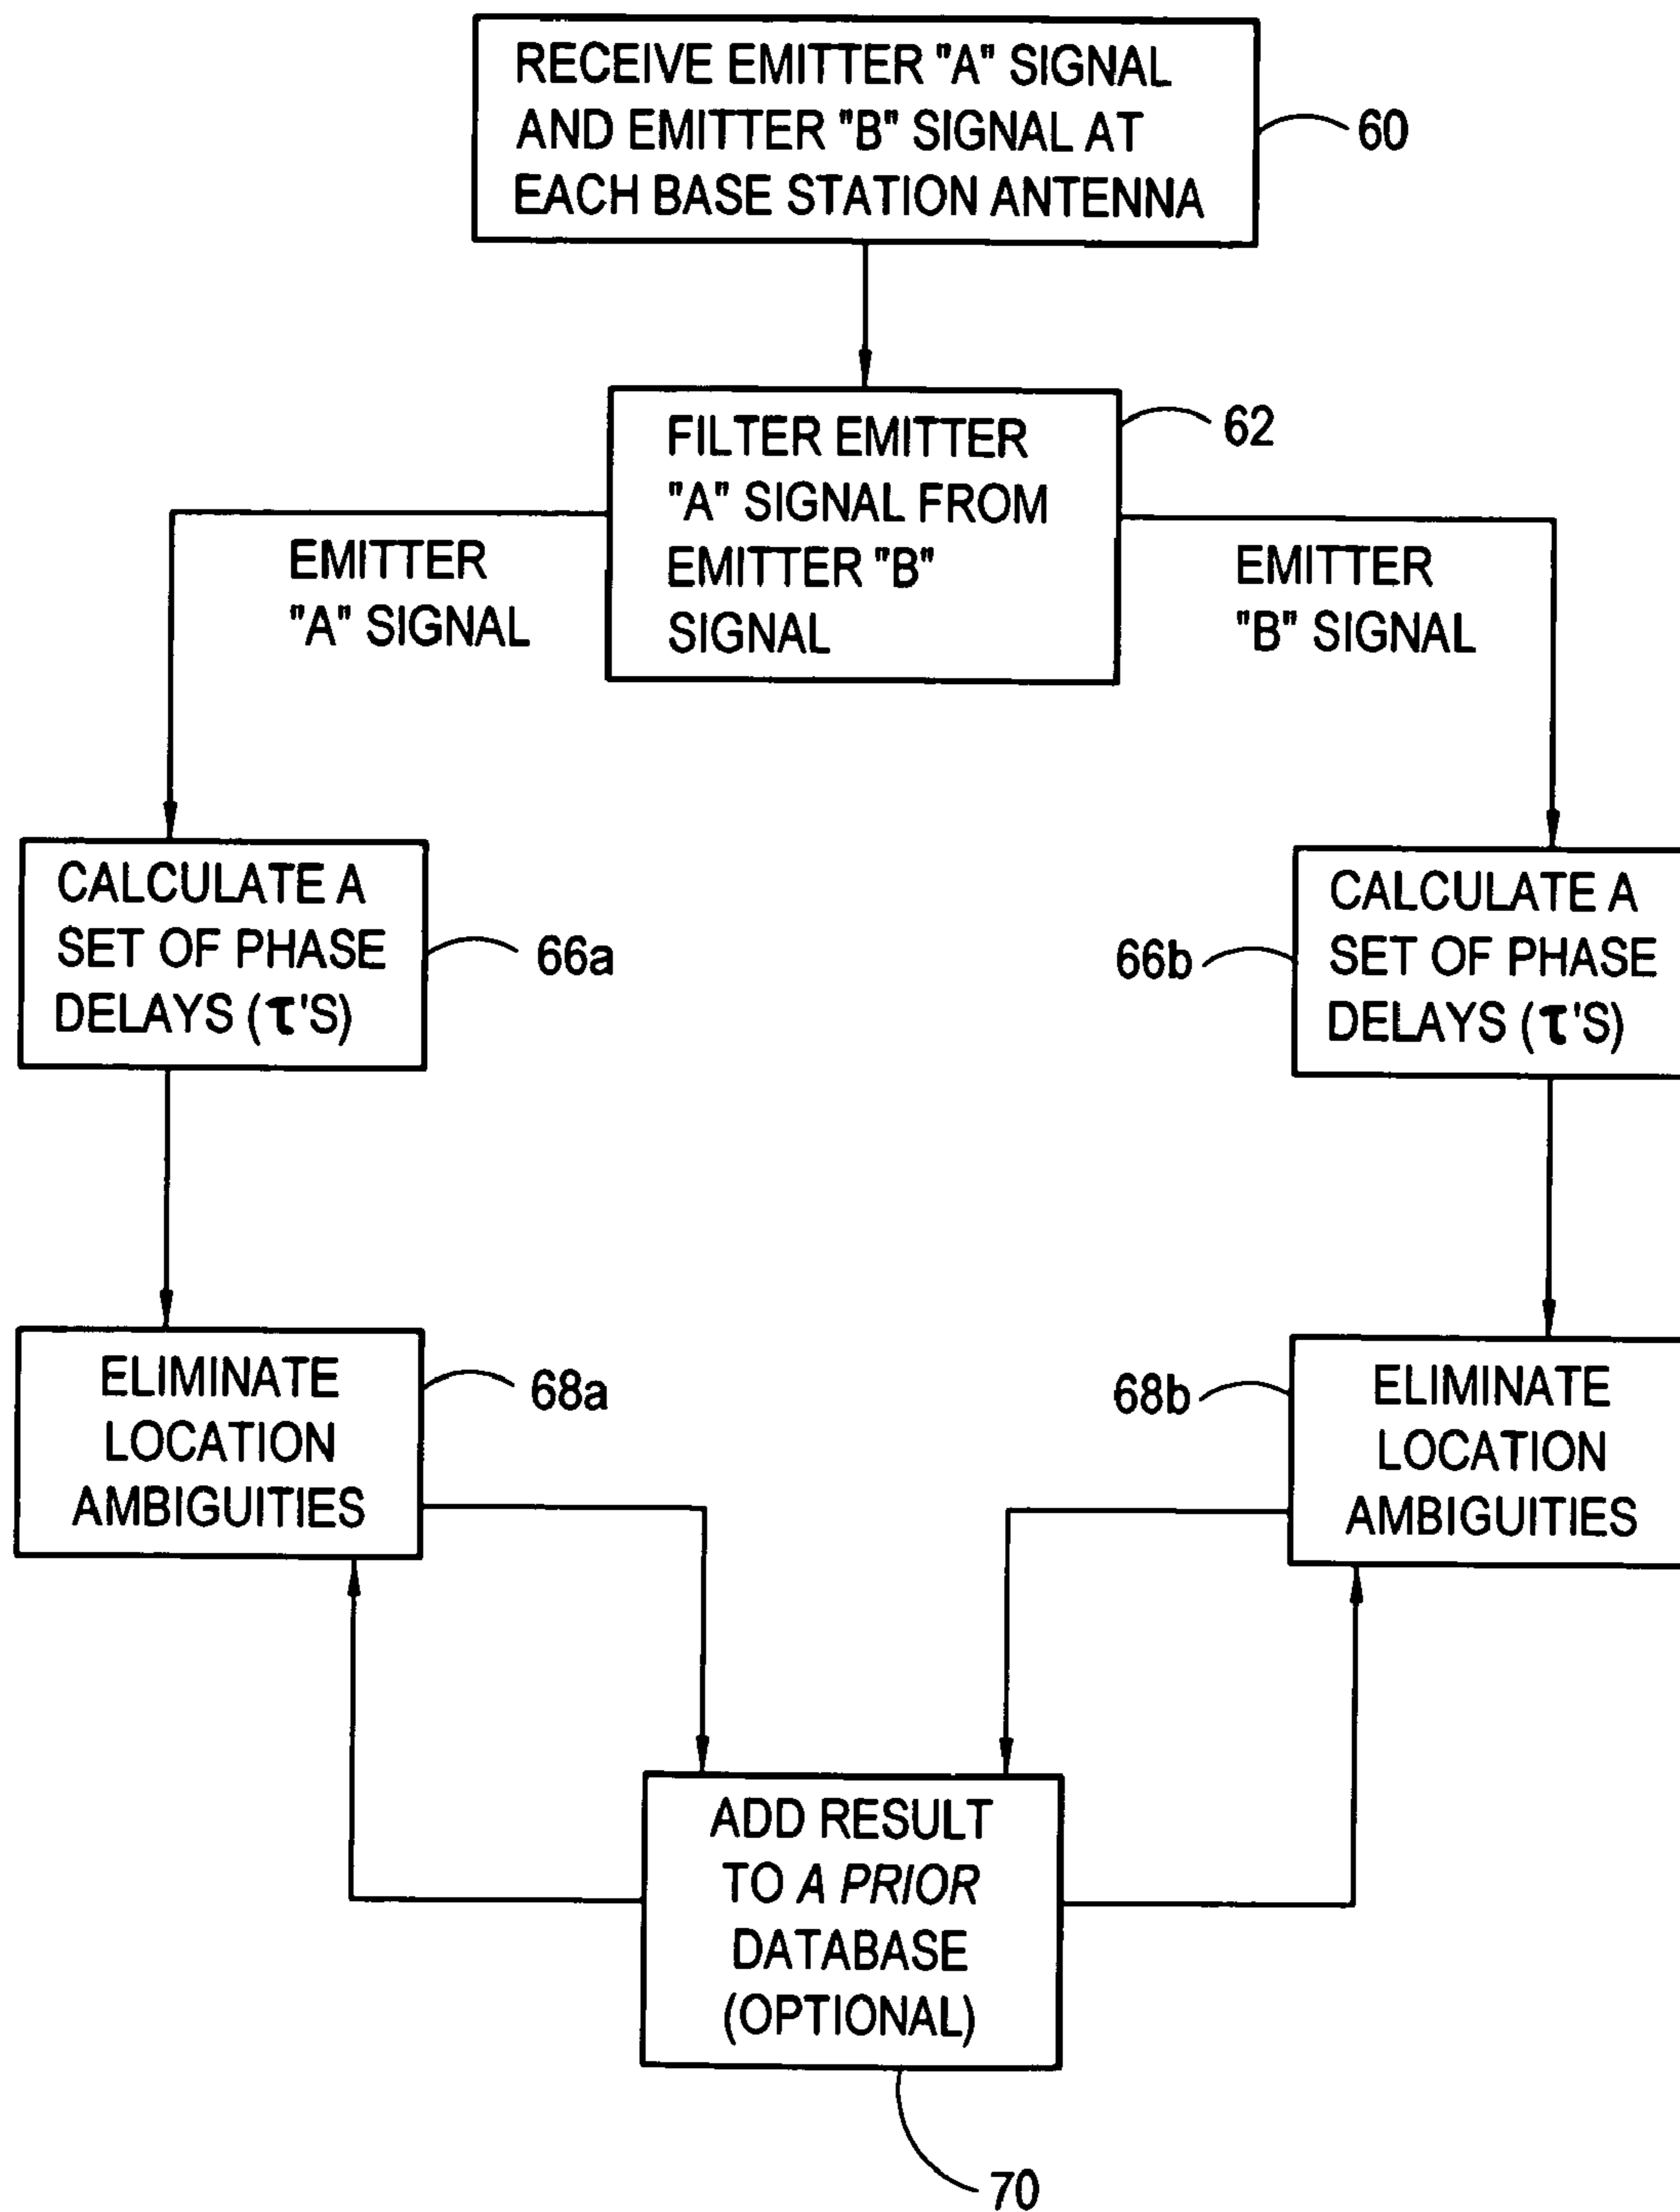 RECEIVE EMITTER "A" SIGNAL
AND EMITTER "B" SIGNAL AT
EACH BASE STATION ANTENNA
60
FILTER EMITTER
"A" SIGNAL FROM
EMITTER "B"
SIGNAL
62
EMITTER
"A" SIGNAL
EMITTER
"B" SIGNAL
CALCULATE A
SET OF PHASE
DELAYS (τ'S)
66a
66b
CALCULATE A
SET OF PHASE
DELAYS (τ'S)
ELIMINATE
LOCATION
AMBIGUITIES
68a
68b
ELIMINATE
LOCATION
AMBIGUITIES
ADD RESULT
TO A PRIOR
DATABASE
(OPTIONAL)
70